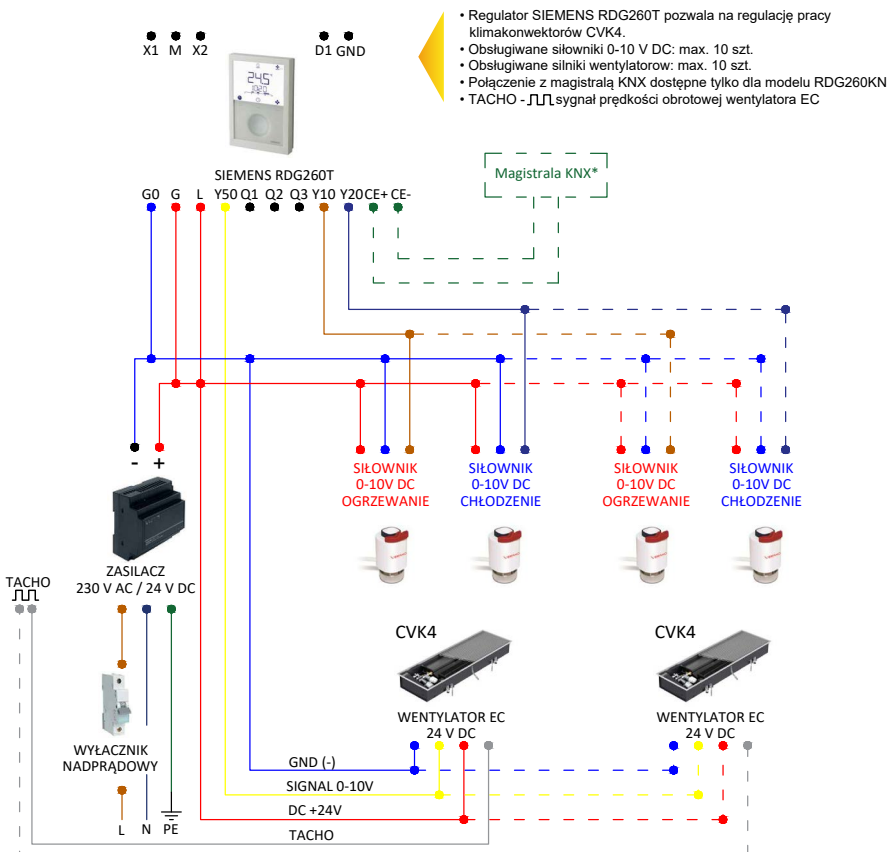 • Regulator SIEMENS RDG260T pozwala na regulację pracy
klimakonwektorów CVK4.
• Obsługiwane siłowniki 0-10 V DC: max. 10 szt.
• Obsługiwane silniki wentylatorow: max. 10 szt.
• Połączenie z magistralą KNX dostępne tylko dla modelu RDG260KN
• TACHO - sygnał prędkości obrotowej wentylatora EC
X1 M X2 D1 GND
SIEMENS RDG260T
Magistrala KNX*
G0 G L Y50 Q1 Q2 Q3 Y10 Y20 CE+ CE-
- +
SIŁOWNIK SIŁOWNIK SIŁOWNIK SIŁOWNIK
0-10V DC 0-10V DC 0-10V DC 0-10V DC
OGRZEWANIE CHŁODZENIE OGRZEWANIE CHŁODZENIE
ZASILACZ
230 V AC / 24 V DC
TACHO
CVK4 CVK4
WENTYLATOR EC WENTYLATOR EC
24 V DC 24 V DC
WYŁACZNIK
NADPRĄDOWY
GND (-)
SIGNAL 0-10V
DC +24V
L N PE
TACHO